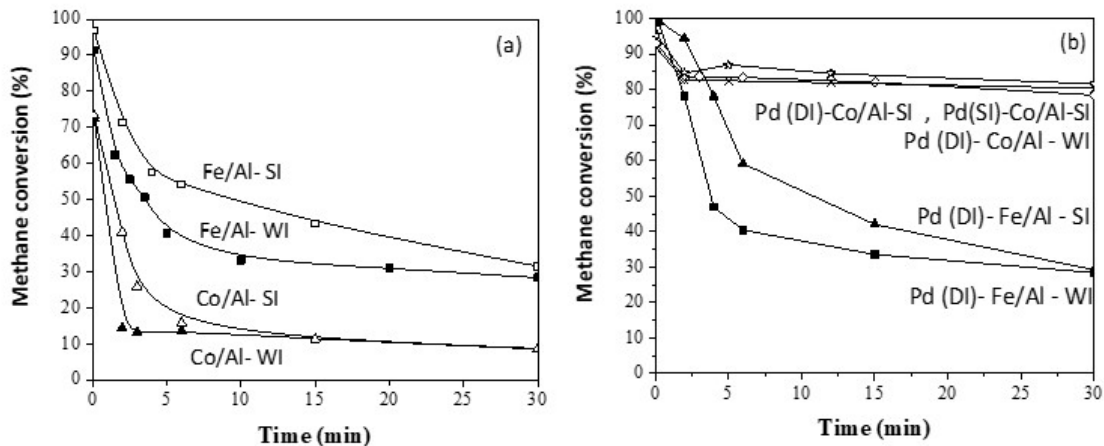 (a)
Methane conversion (%)
100
90
80
70
60
50
40
30
20
10
0
Fe/Al- SI
Fe/Al- WI
Co/Al- SI
Co/Al- WI
0 5 10 15 20 25 30
Time (min)
(b)
Methane conversion (%)
100
90
80
70
60
50
40
30
20
10
0
Pd (DI)-Co/Al-SI , Pd(SI)-Co/Al-SI
Pd (DI)- Co/Al - WI
Pd (DI)- Fe/Al - SI
Pd (DI)- Fe/Al - WI
0 5 10 15 20 25 30
Time (min)